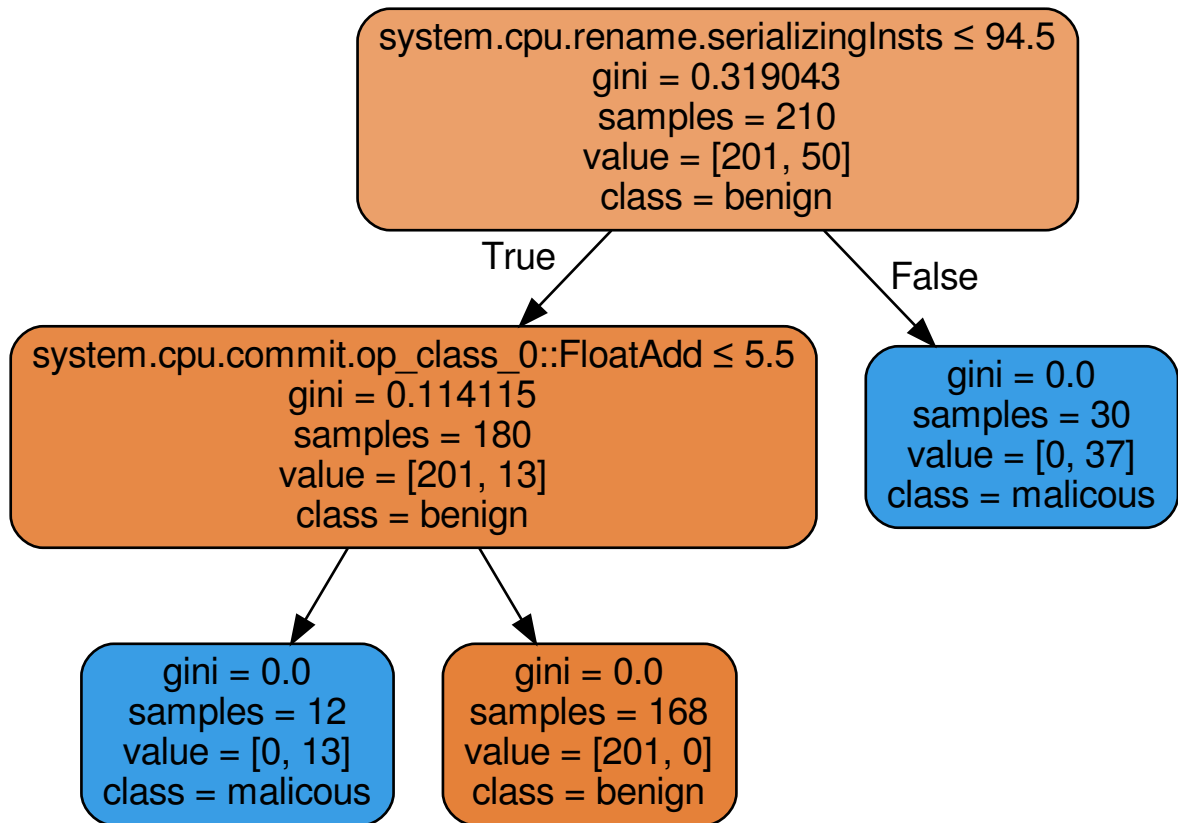 system.cpu.rename.serializingInsts ≤ 94.5
gini = 0.319043
samples = 210
value = [201, 50]
class = benign
True
False
system.cpu.commit.op_class_0::FloatAdd ≤ 5.5
gini = 0.114115
samples = 180
value = [201, 13]
class = benign
gini = 0.0
samples = 30
value = [0, 37]
class = malicous
gini = 0.0
samples = 12
value = [0, 13]
class = malicous
gini = 0.0
samples = 168
value = [201, 0]
class = benign